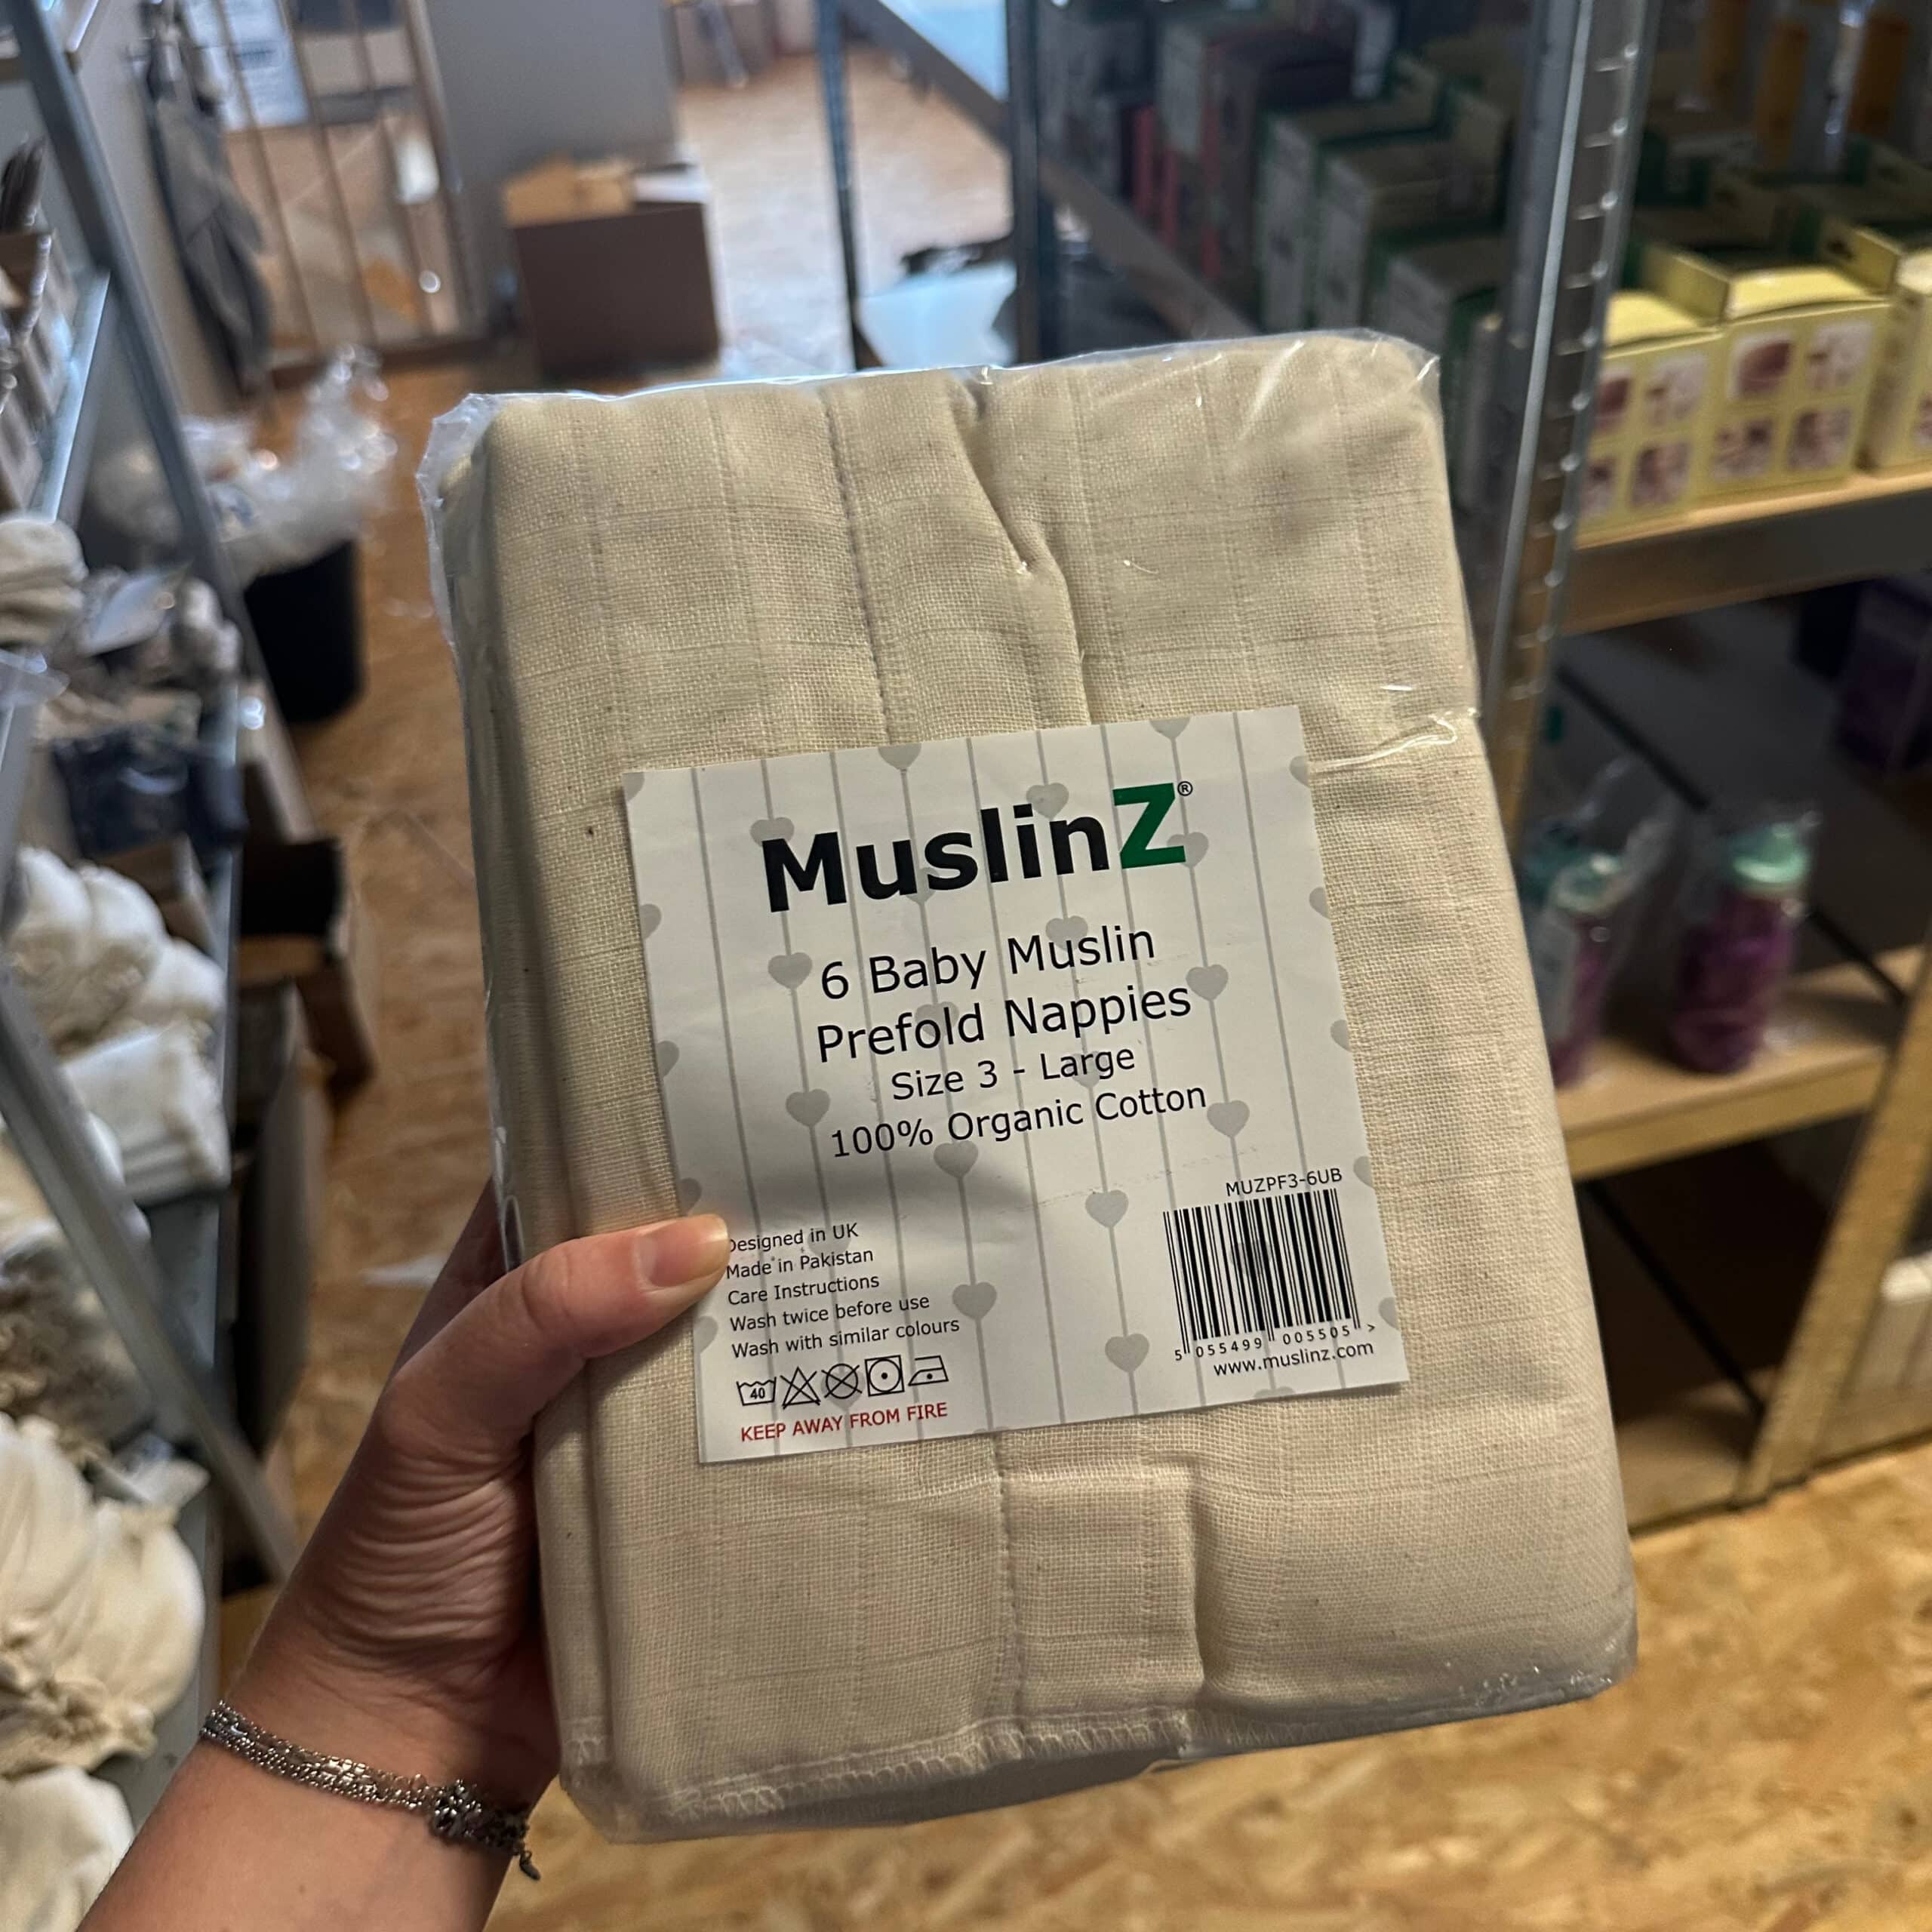 MuslinZ®
6 Baby Muslin
Prefold Nappies
Size 3 - Large
100% Organic Cotton
MUZPF3-6UB
Designed in UK
Made in Pakistan
Care Instructions
Wash twice before use
Wash with similar colours
40
KEEP AWAY FROM FIRE
5 055499 005505 >
www.muslinz.com